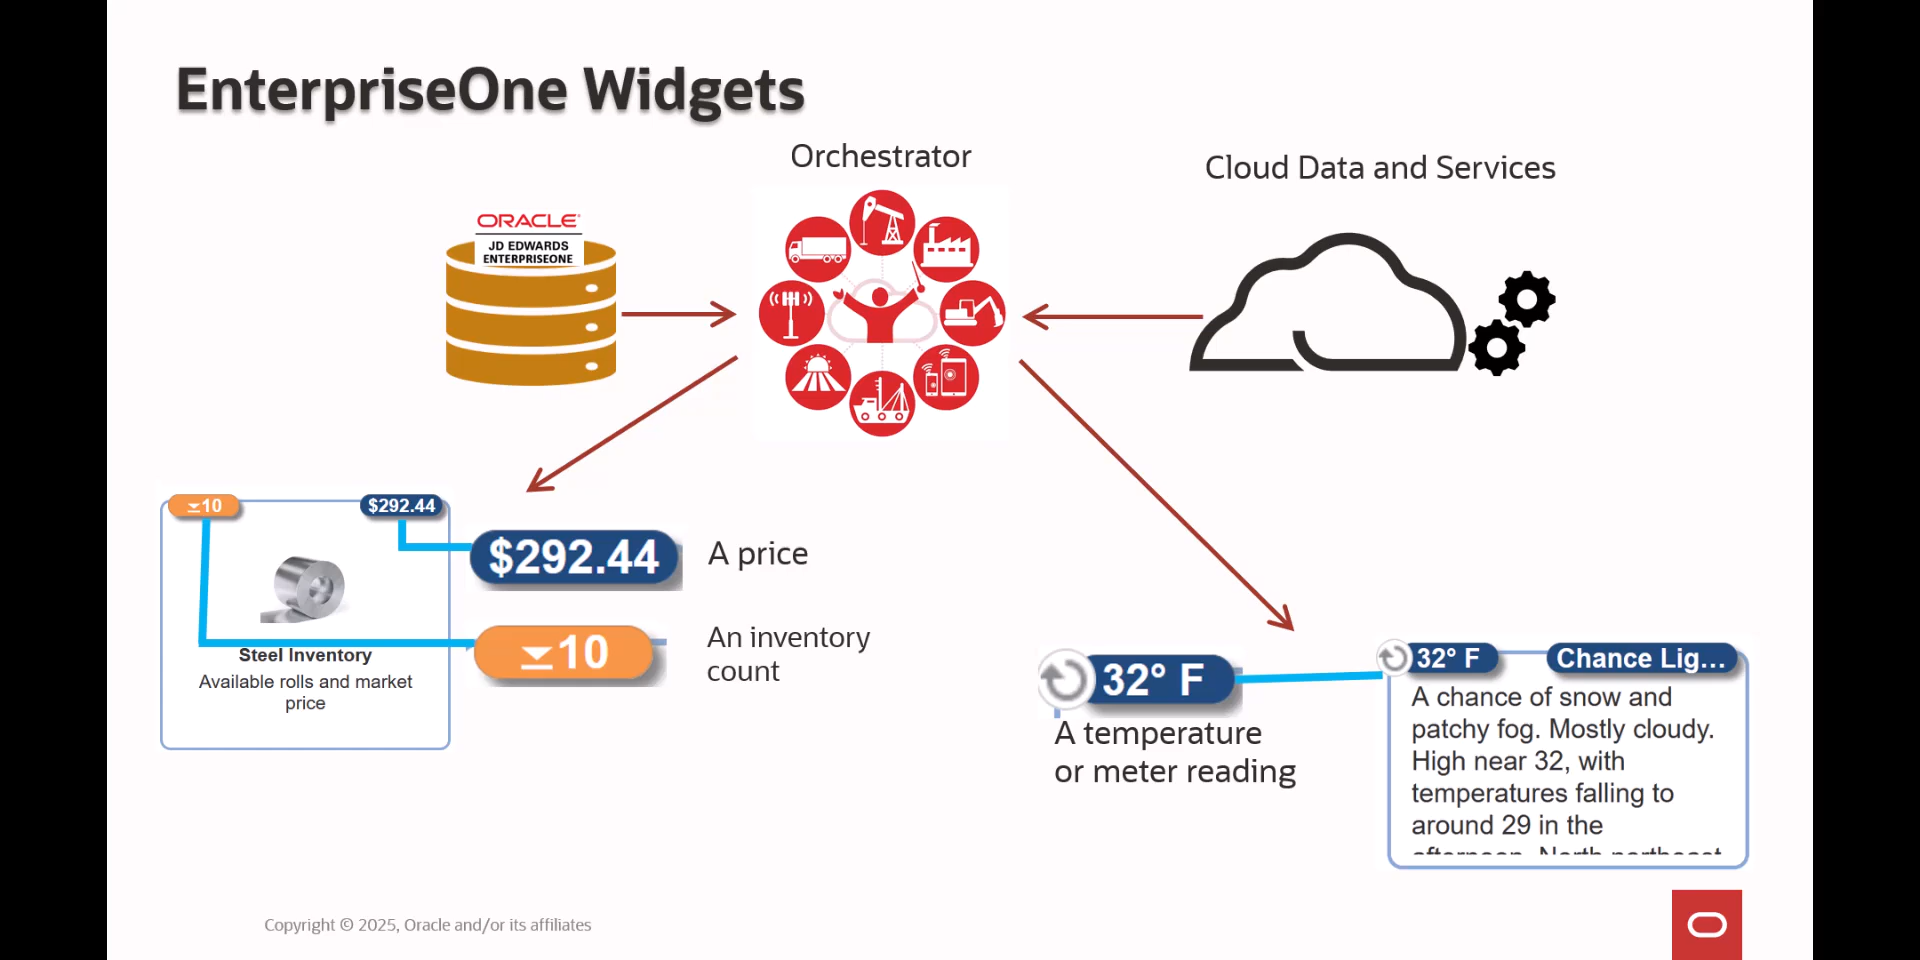 EnterpriseOne Widgets
Orchestrator
Cloud Data and Services
ORACLE
JD EDWARDS
ENTERPRISEONE
10
$292.44
$292.44
A price
10
An inventory
count
Steel Inventory
Available rolls and market
price
32° F
A temperature
or meter reading
32° F
Chance Lig...
A chance of snow and
patchy fog. Mostly cloudy.
High near 32, with
temperatures falling to
around 29 in the
afternoon. North northeast
Copyright © 2025, Oracle and/or its affiliates